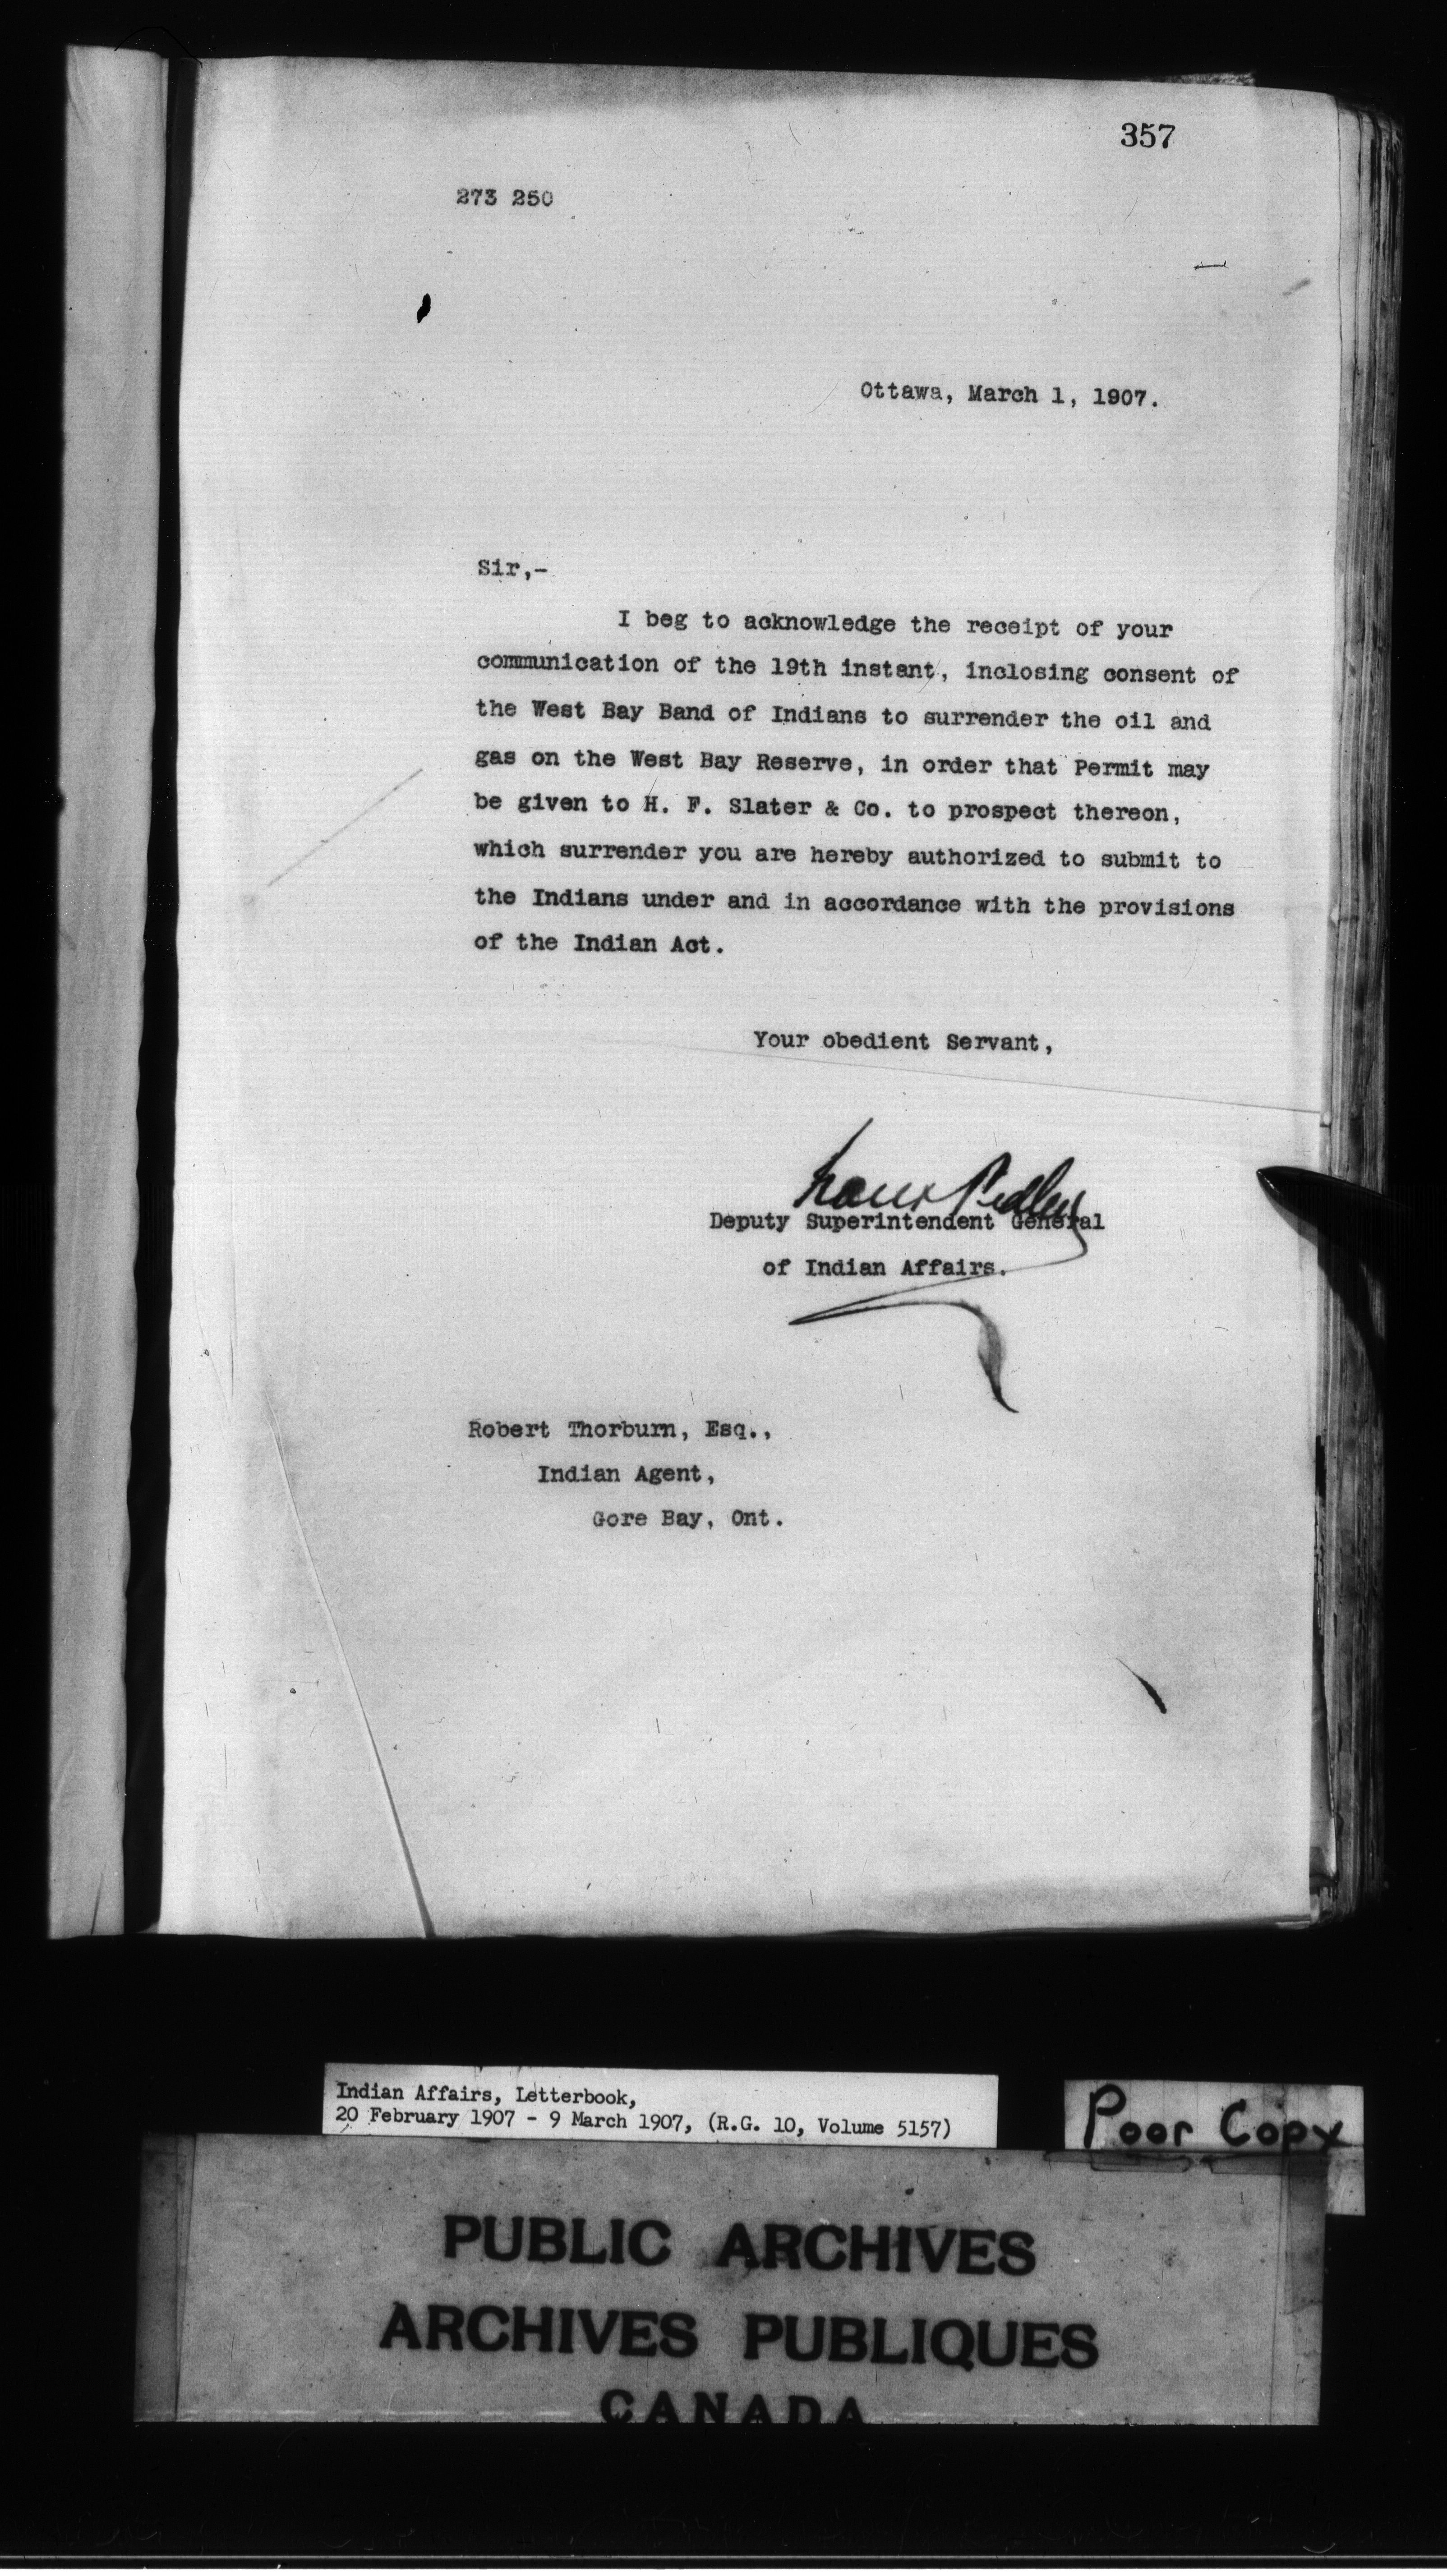 357
273 250
Ottawa, March 1, 1907.
Sir,-
I beg to acknowledge the receipt of your
communication of the 19th instant, inclosing consent of
the West Bay Band of Indians to surrender the oil and
gas on the West Bay Reserve, in order that Permit may
be given to H. F. Slater & Co. to prospect thereon,
which surrender you are hereby authorized to submit to
the Indians under and in accordance with the provisions
of the Indian Act.
Your obedient Servant,
Frank Pedley
Deputy Superintendent General
of Indian Affairs.
Robert Thorburn, Esq.,
Indian Agent,
Gore Bay, Ont.
Indian Affairs, Letterbook,
20 February 1907 - 9 March 1907, (R.G. 10, Volume 5157)
Poor Copy
PUBLIC ARCHIVES
ARCHIVES PUBLIQUES
CANADA